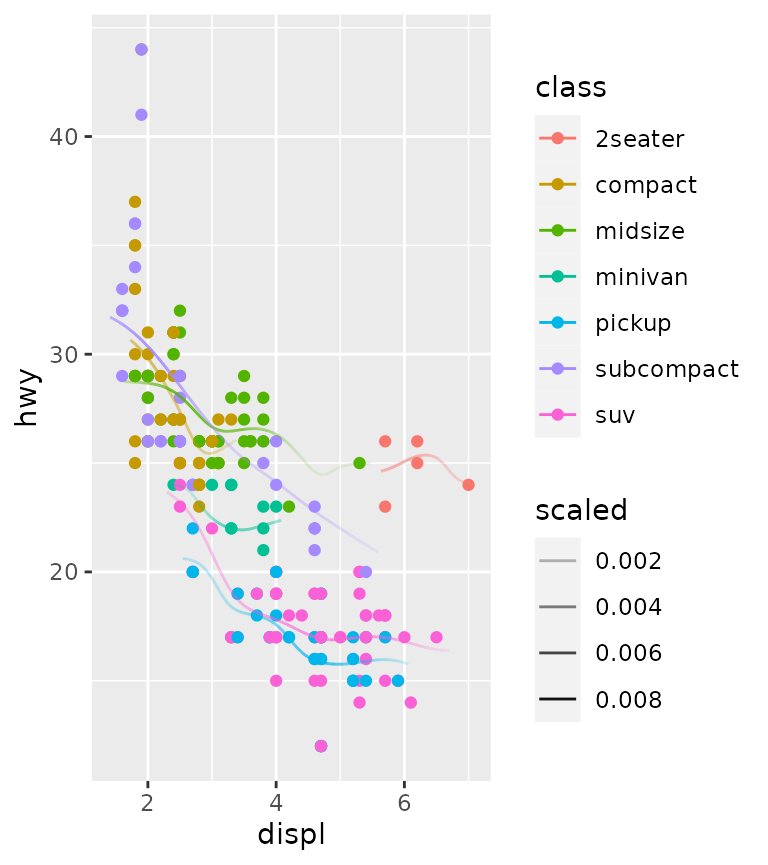 40
30
20
hwy
2
4
6
displ
class
2seater
compact
midsize
minivan
pickup
subcompact
suv
scaled
0.002
0.004
0.006
0.008